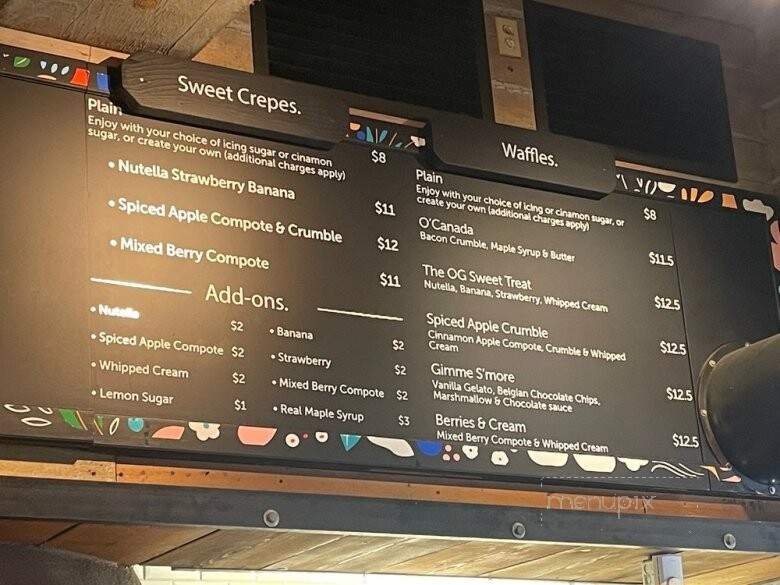 Sweet Crepes.
Plain
Enjoy with your choice of icing sugar or cinamon
sugar, or create your own (additional charges apply) $8
• Nutella Strawberry Banana $11
• Spiced Apple Compote & Crumble $12
• Mixed Berry Compote $11
Add-ons.
• Nutella $2
• Spiced Apple Compote $2
• Whipped Cream $2
• Lemon Sugar $1
• Banana $2
• Strawberry $2
• Mixed Berry Compote $2
• Real Maple Syrup $3
Waffles.
Plain $8
Enjoy with your choice of icing or cinamon sugar, or
create your own (additional charges apply)
O'Canada $11.5
Bacon Crumble, Maple Syrup & Butter
The OG Sweet Treat $12.5
Nutella, Banana, Strawberry, Whipped Cream
Spiced Apple Crumble $12.5
Cinnamon Apple Compote, Crumble & Whipped
Cream
Gimme S'more $12.5
Vanilla Gelato, Belgian Chocolate Chips,
Marshmallow & Chocolate sauce
Berries & Cream $12.5
Mixed Berry Compote & Whipped Cream
menupix